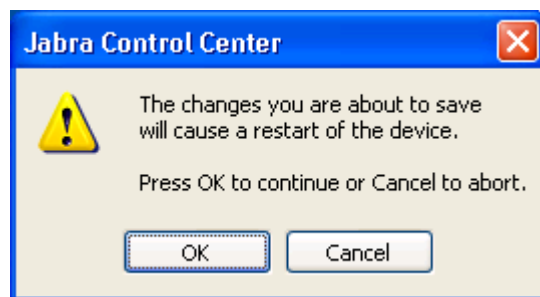 Jabra Control Center
The changes you are about to save
will cause a restart of the device.
Press OK to continue or Cancel to abort.
OK
Cancel